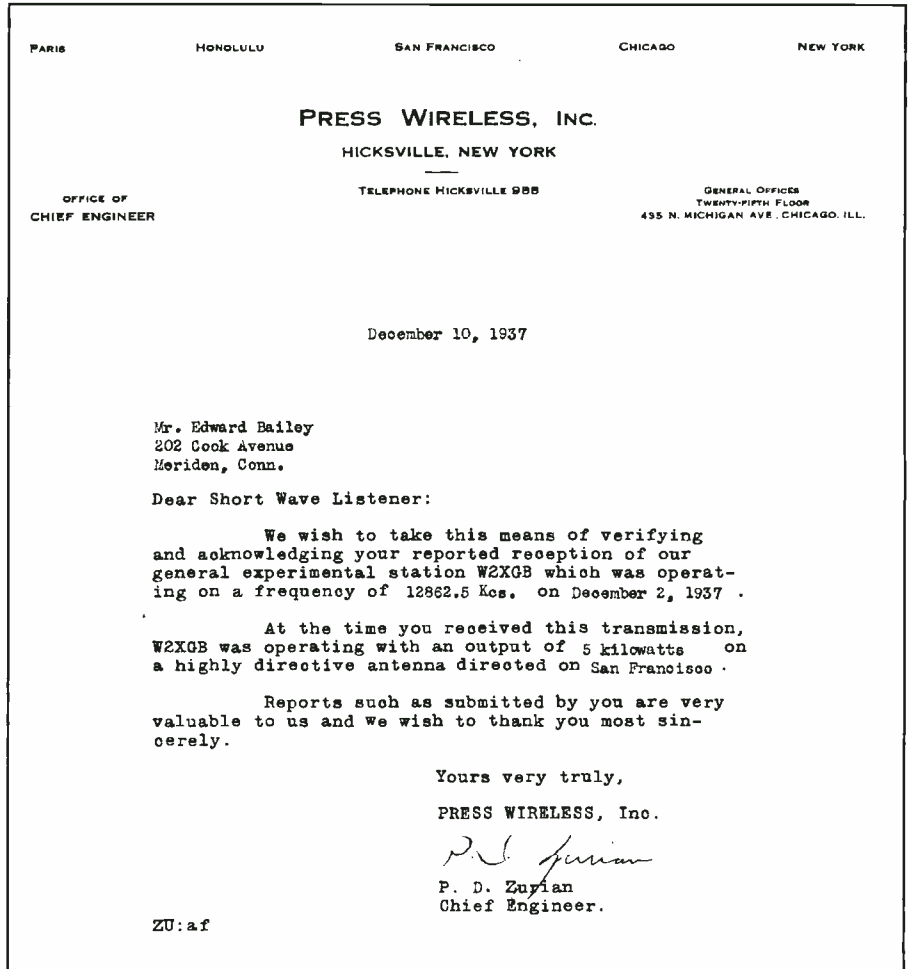 PARIS HONOLULU SAN FRANCISCO CHICAGO NEW YORK
PRESS WIRELESS, INC.
HICKSVILLE, NEW YORK
TELEPHONE HICKSVILLE 988
OFFICE OF
CHIEF ENGINEER
GENERAL OFFICES
TWENTY-FIFTH FLOOR
435 N. MICHIGAN AVE. CHICAGO. ILL.
December 10, 1937
Mr. Edward Bailey
202 Cook Avenue
Meriden, Conn.
Dear Short Wave Listener:
We wish to take this means of verifying
and acknowledging your reported reception of our
general experimental station W2XGB which was operat-
ing on a frequency of 12862.5 Kcs. on December 2, 1937 .
At the time you received this transmission,
W2XGB was operating with an output of 5 kilowatts on
a highly directive antenna directed on San Francisco .
Reports such as submitted by you are very
valuable to us and we wish to thank you most sin-
cerely.
Yours very truly,
PRESS WIRELESS, Inc.
P. D. Zurian
Chief Engineer.
ZU:af